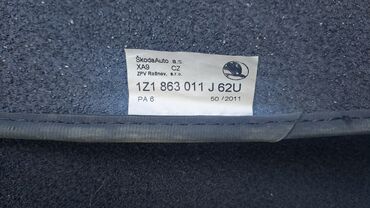 ŠkodaAuto a.s.
XA9 CZ
ZPV Rožnov, s.r.o.
1Z1 863 011 J 62U
PA 6 50/2011